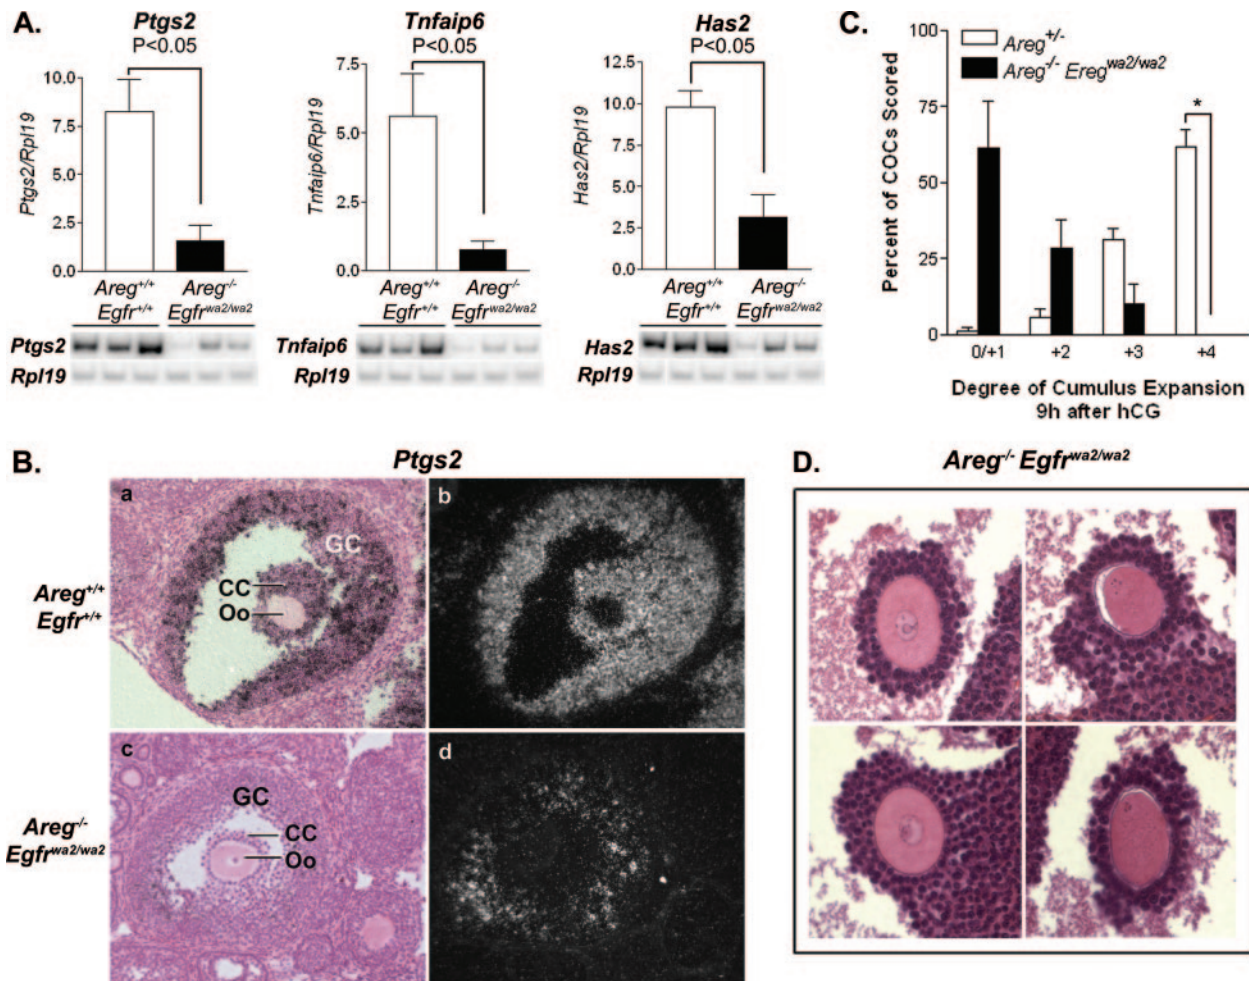 A.
Ptgs2
P<0.05
Ptgs2/Rpl19
10.0
7.5
5.0
2.5
0.0
Areg+/+ Areg-/-
Egfr+/+ Egfrwa2/wa2
Ptgs2
Rpl19
Tnfaip6
P<0.05
Tnfaip6/Rpl19
7.5
5.0
2.5
0.0
Areg+/+ Areg-/-
Egfr+/+ Egfrwa2/wa2
Tnfaip6
Rpl19
Has2
P<0.05
Has2/Rpl19
12.5
10.0
7.5
5.0
2.5
0.0
Areg+/+ Areg-/-
Egfr+/+ Egfrwa2/wa2
Has2
Rpl19
C.
Areg+/-
Areg-/- Eregwa2/wa2
Percent of COCs Scored
100
75
50
25
0
*
0/+1 +2 +3 +4
Degree of Cumulus Expansion
9h after hCG
B.
Ptgs2
Areg+/+
Egfr+/+
a
GC
CC
Oo
b
Areg-/-
Egfrwa2/wa2
c
GC
CC
Oo
d
D.
Areg-/- Egfrwa2/wa2